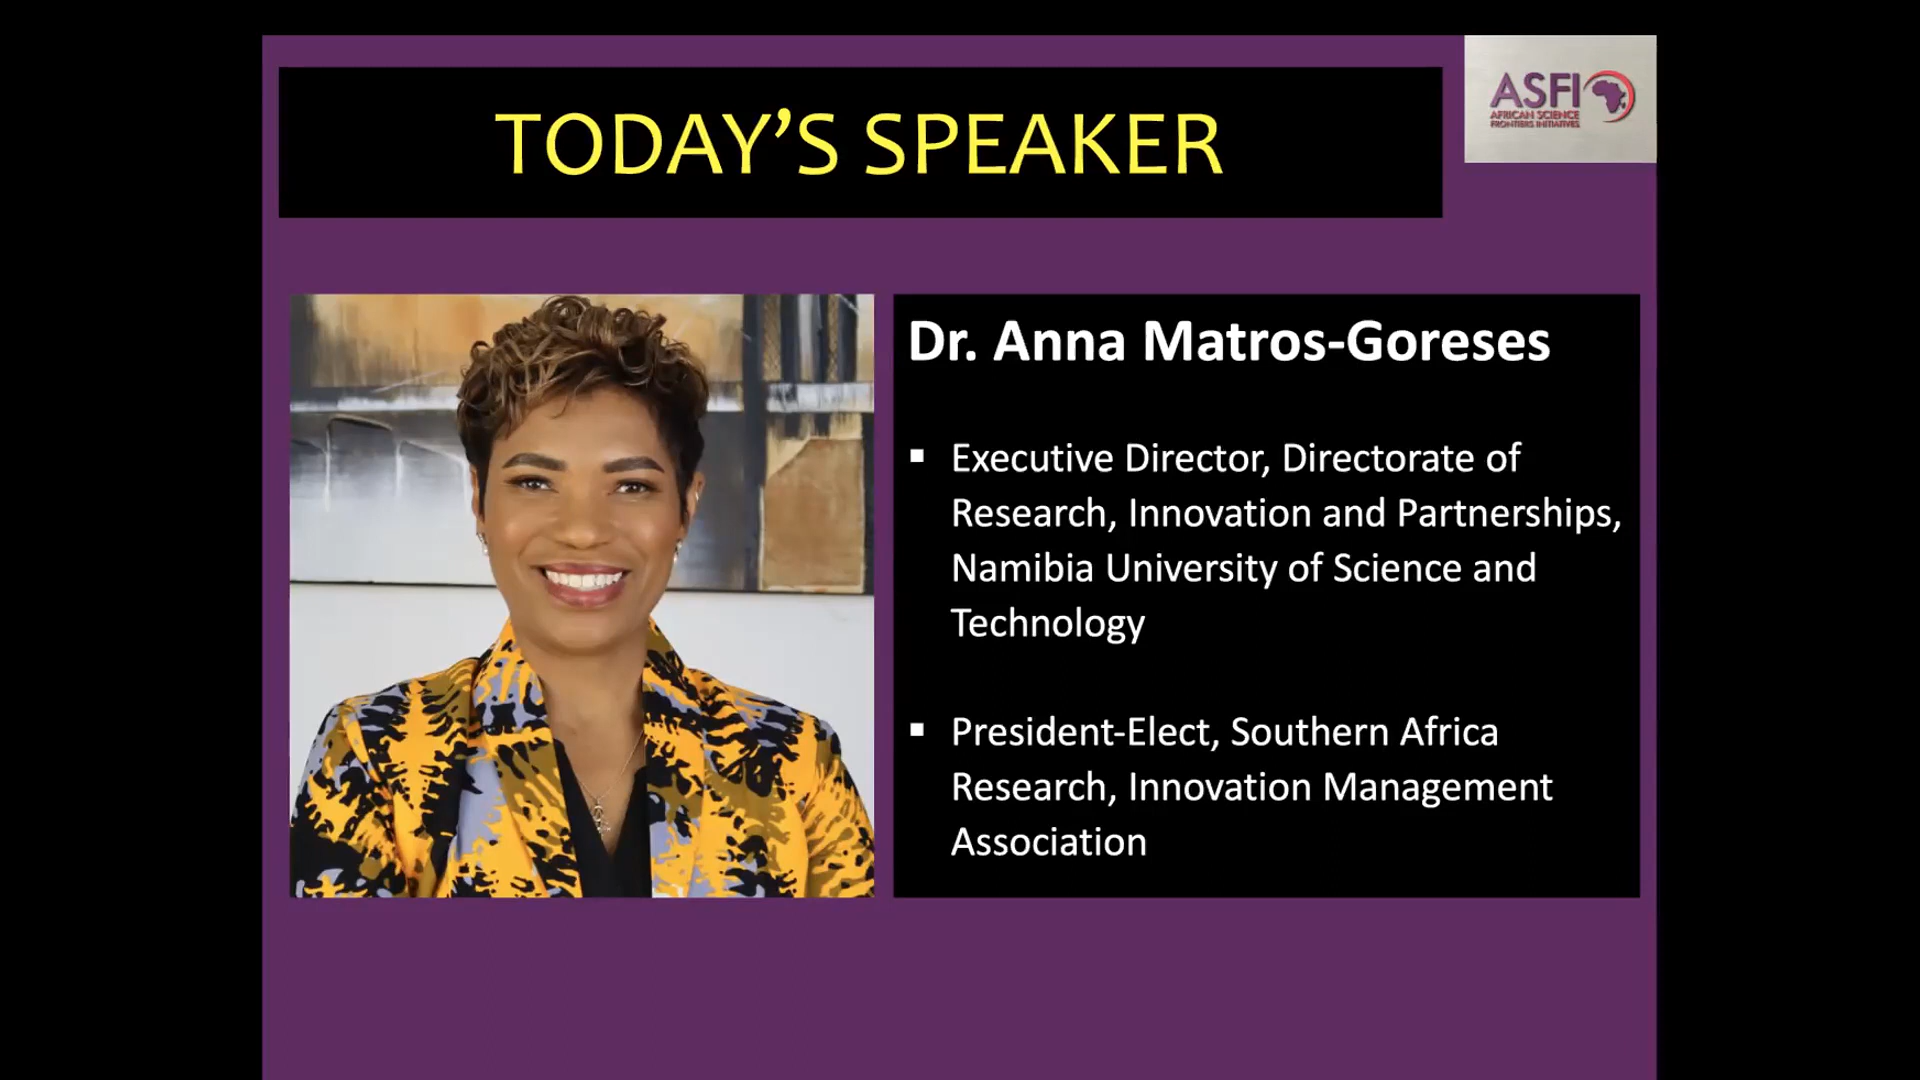 TODAY’S SPEAKER
ASFI
AFRICAN SCIENCE
FRONTIERS INITIATIVES
Dr. Anna Matros-Goreses
▪ Executive Director, Directorate of
Research, Innovation and Partnerships,
Namibia University of Science and
Technology
▪ President-Elect, Southern Africa
Research, Innovation Management
Association